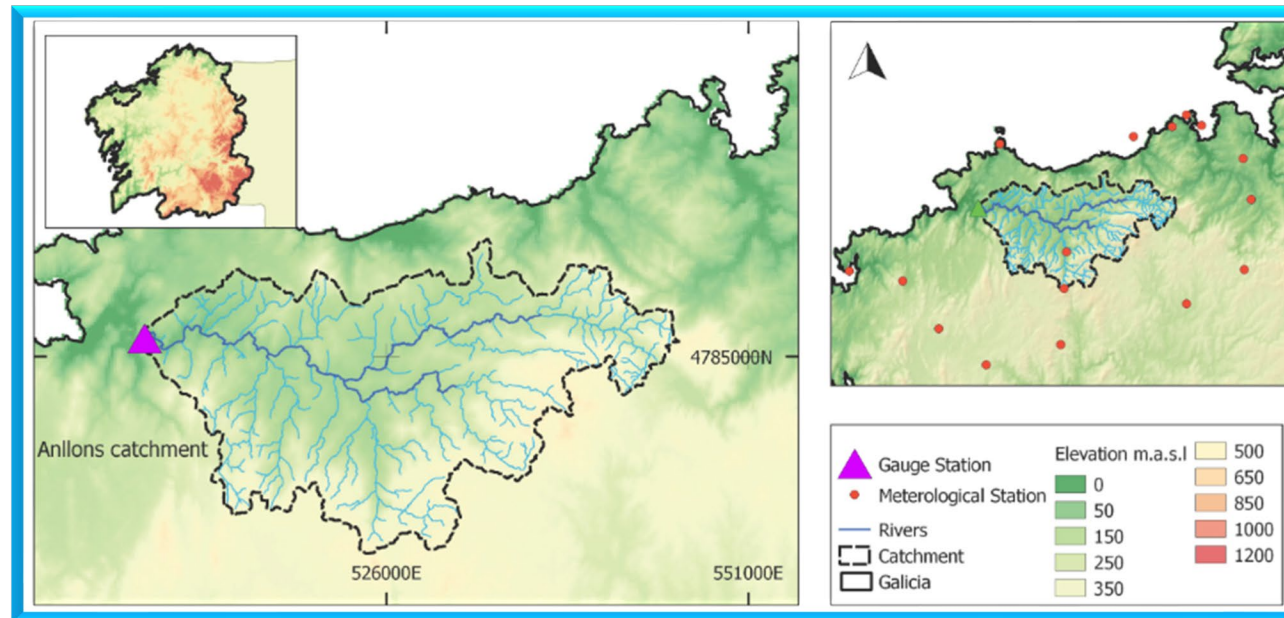 4785000N
Anllons catchment
526000E
551000E
Gauge Station
Meterological Station
Rivers
Catchment
Galicia
Elevation m.a.s.l
0
50
150
250
350
500
650
850
1000
1200